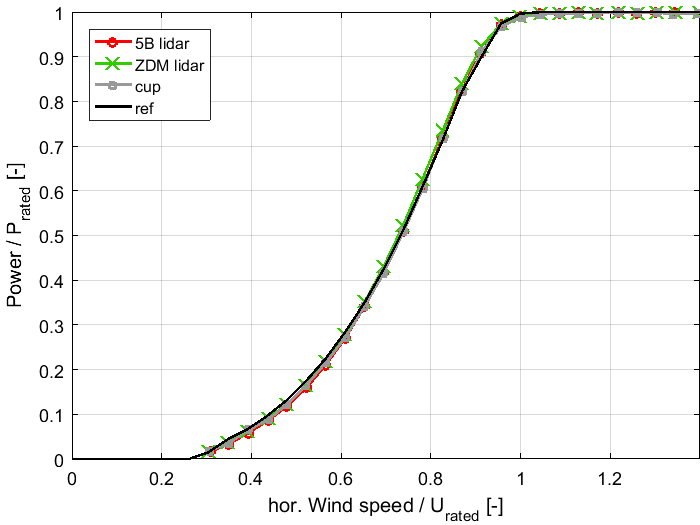 1
0.9
0.8
0.7
0.6
0.5
0.4
0.3
0.2
0.1
0
Power / P_rated [-]
5B lidar
ZDM lidar
cup
ref
0 0.2 0.4 0.6 0.8 1 1.2
hor. Wind speed / U_rated [-]